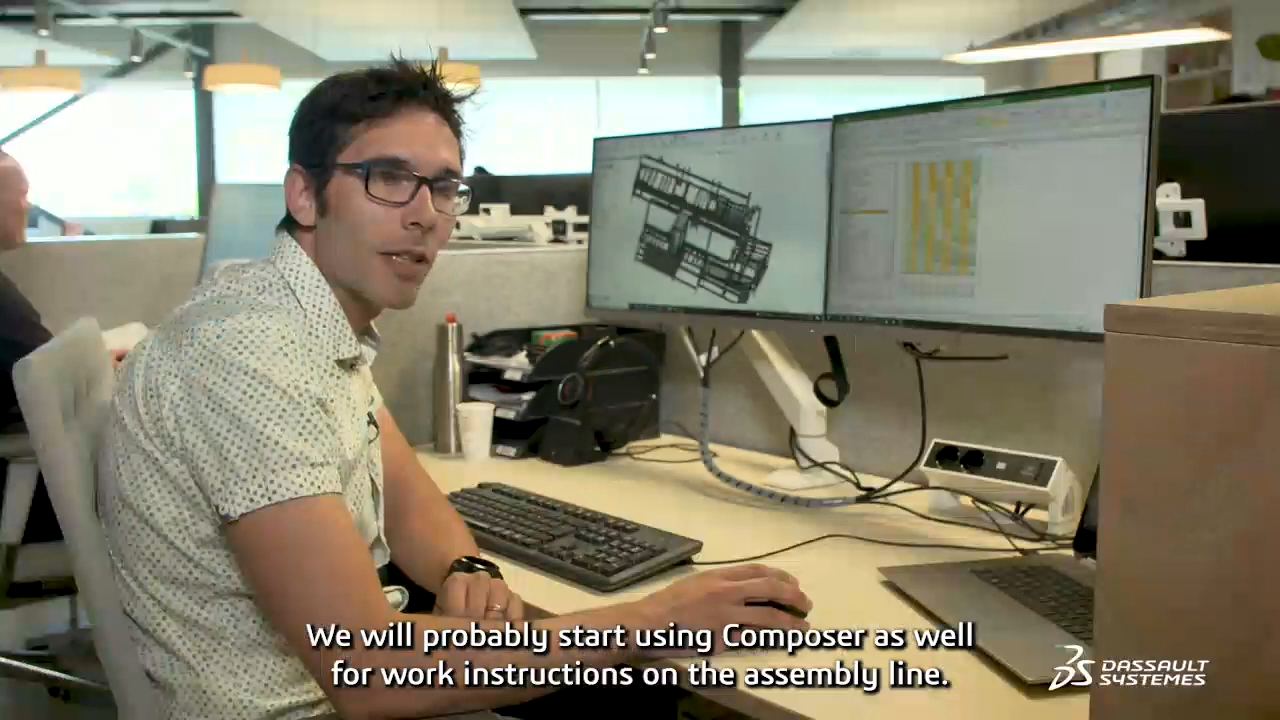 We will probably start using Composer as well
for work instructions on the assembly line.
DASSAULT
SYSTEMES